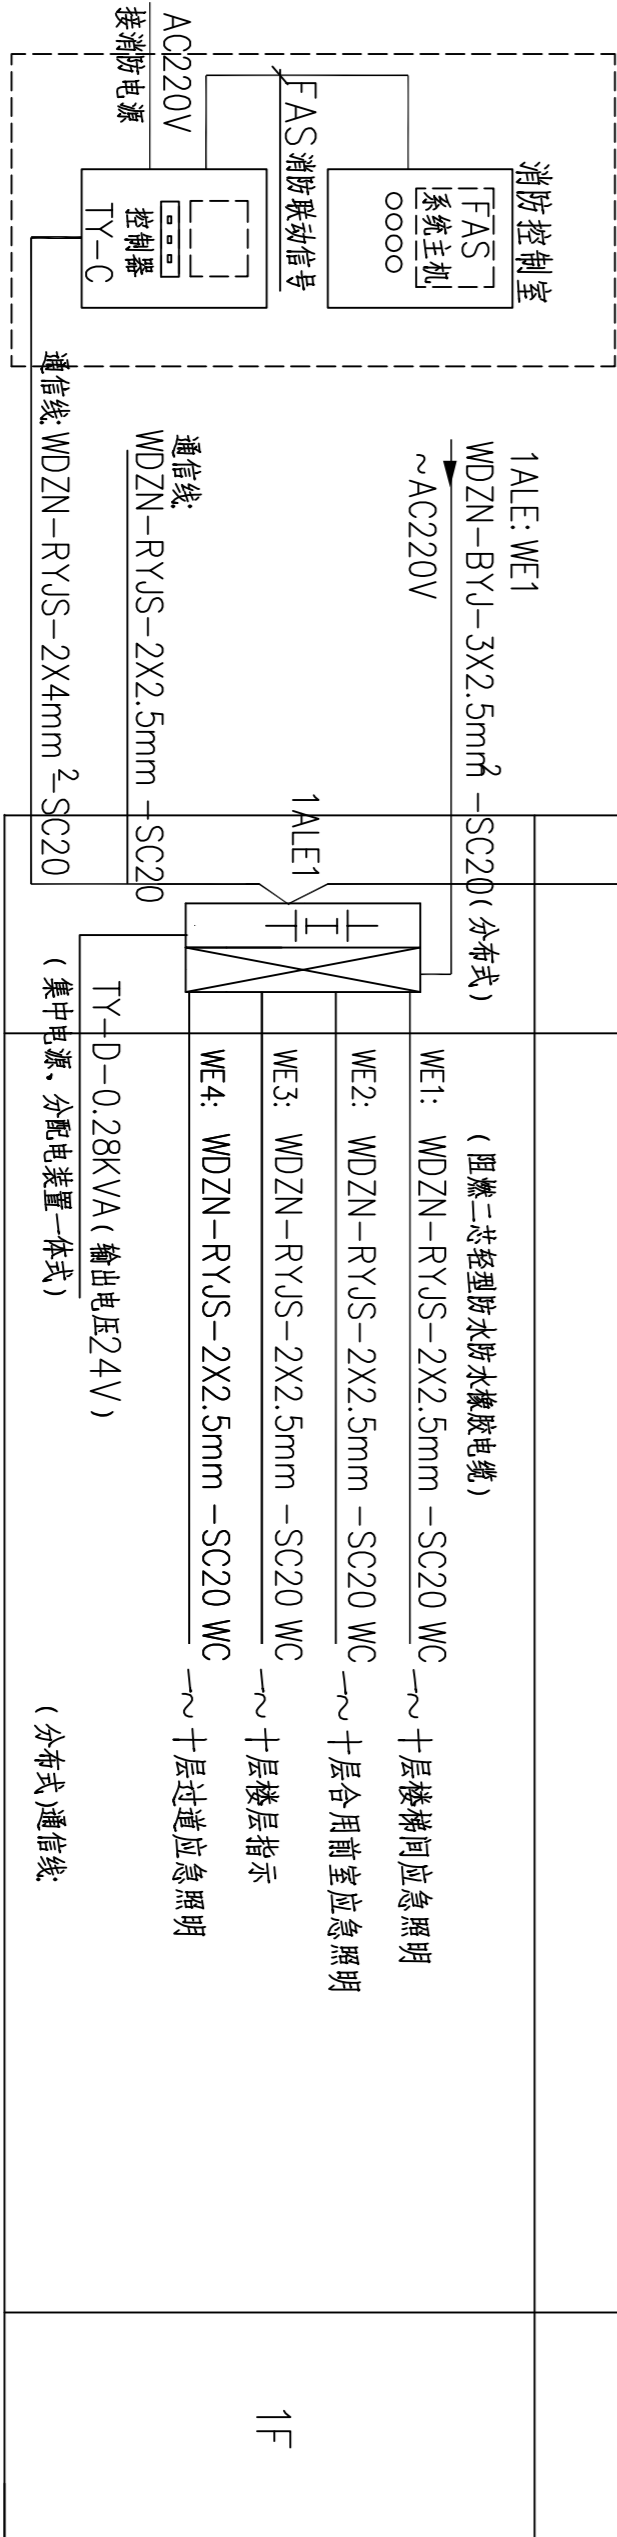 消防控制室
FAS
系统主机
FAS消防联动信号
控制器
TY-C
AC220V
接消防电源
1ALE: WE1
WDZN-BYJ-3X2.5mm² -SC20(分布式)
~AC220V
通信线:
WDZN-RYJS-2X2.5mm -SC20
通信线:WDZN-RYJS-2X4mm²-SC20
1ALE1
(阻燃二芯轻型防水防水橡胶电缆)
WE1: WDZN-RYJS-2X2.5mm -SC20 WC 十层楼梯间应急照明
WE2: WDZN-RYJS-2X2.5mm -SC20 WC 十层合用前室应急照明
WE3: WDZN-RYJS-2X2.5mm -SC20 WC 十层楼层指示
WE4: WDZN-RYJS-2X2.5mm -SC20 WC 十层过道应急照明
TY-D-0.28KVA(输出电压24V)
(集中电源、分配电装置一体式)
(分布式)通信线:
1F